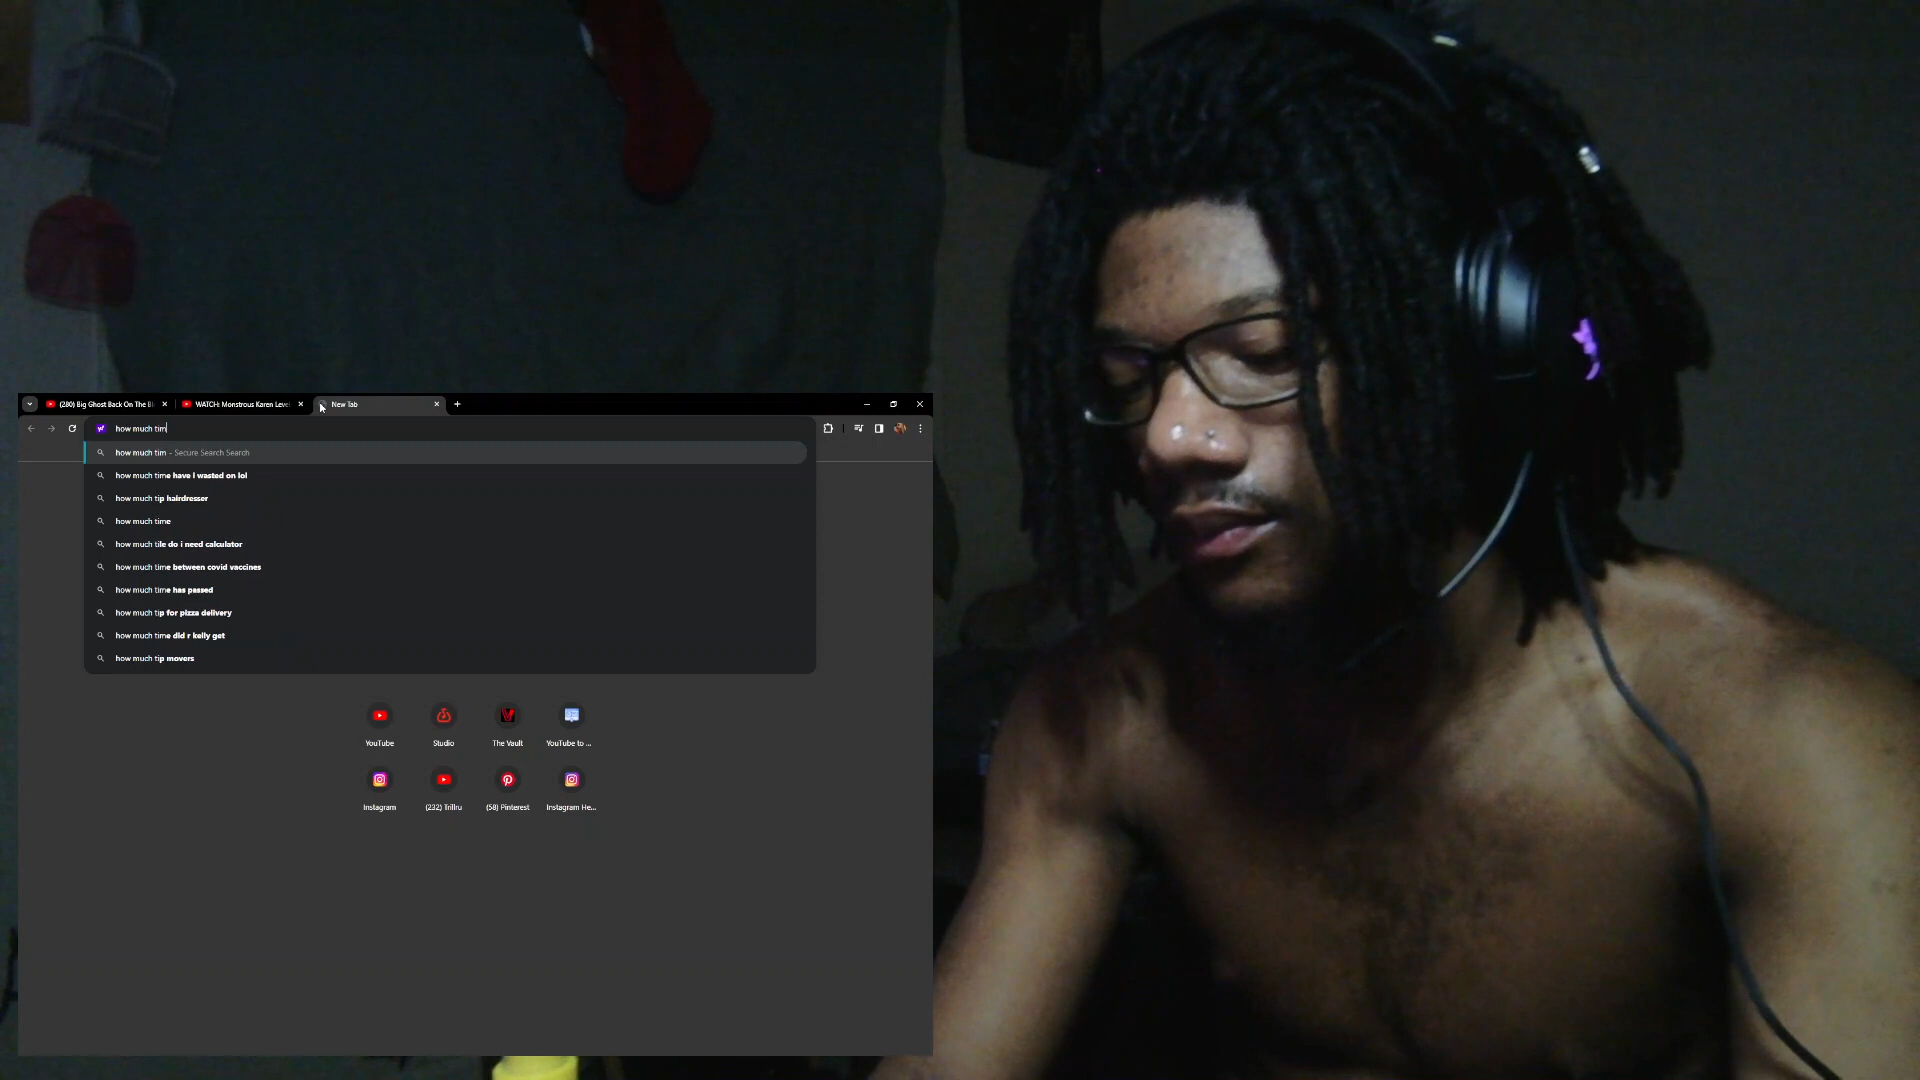 (280) Big Ghost Back On The Bl
WATCH: Monstrous Karen Leve
New Tab
how much tim
how much tim - Secure Search Search
how much time have i wasted on lol
how much tip hairdresser
how much time
how much tile do i need calculator
how much time between covid vaccines
how much time has passed
how much tip for pizza delivery
how much time did r kelly get
how much tip movers
YouTube
Studio
The Vault
YouTube to ...
Instagram
(232) Trillru
(58) Pinterest
Instagram He...